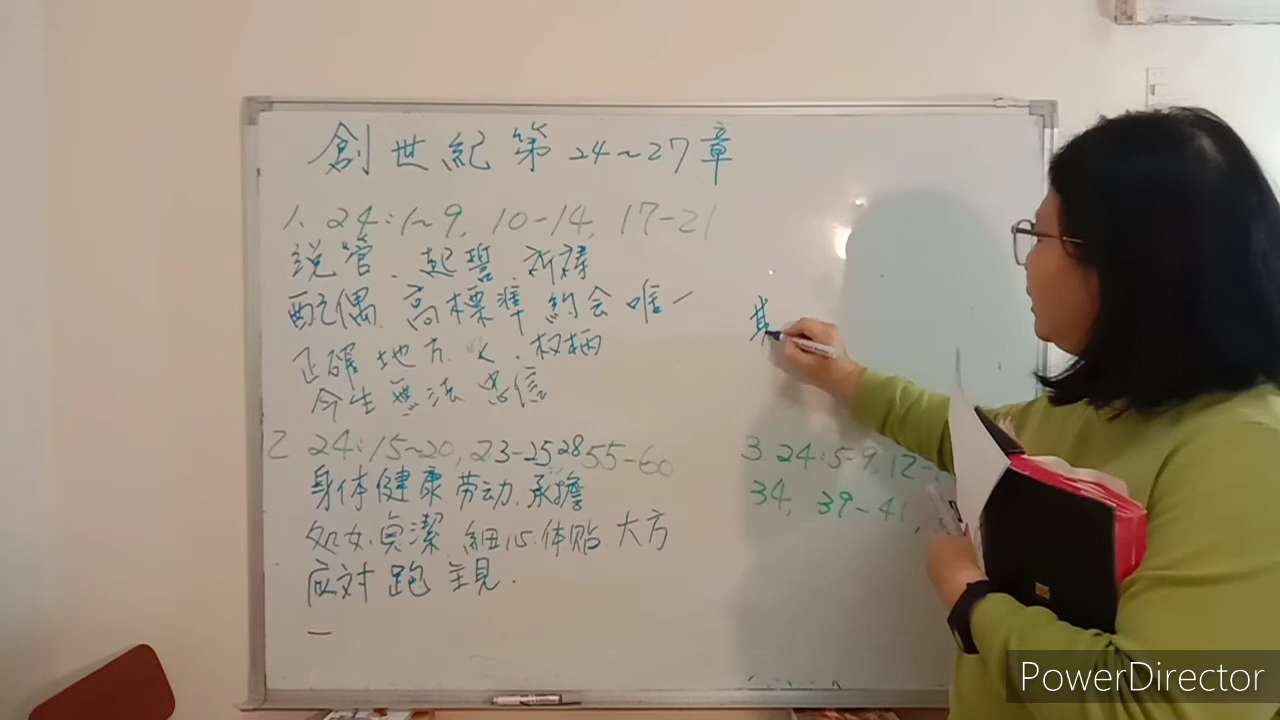 創世紀第24~27章
1、24:1~9, 10-14, 17-21
説管、起誓、祈禱
配偶、高標準 約会 唯一
正確地方、人、权柄
今生無法 忠信
2 24:15~20, 23-25 28 55-60
身体健康 劳动、承擔
处女、貞潔 細心、体贴 大方
应对 跑 主見.
一
其
3. 24:5-9, 12-
34, 39-41,
PowerDirector